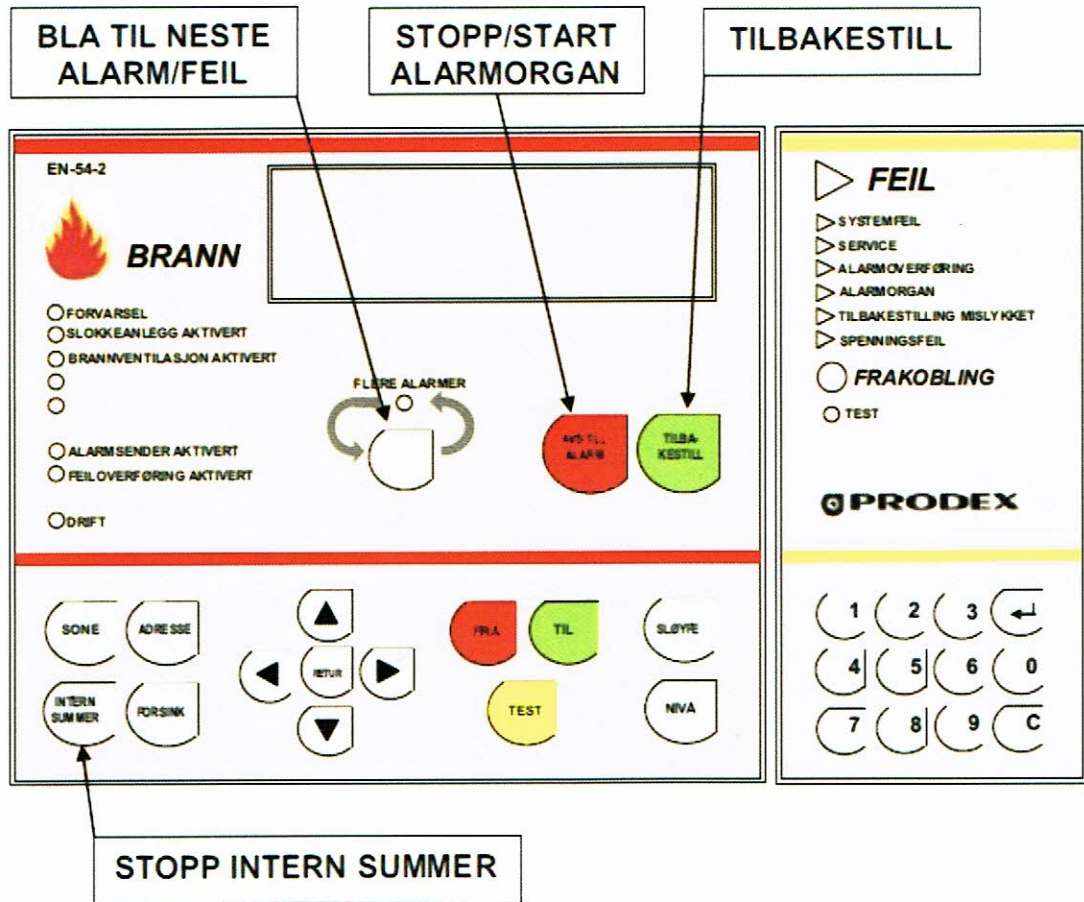 BLA TIL NESTE
ALARM/FEIL
STOPP/START
ALARMORGAN
TILBAKESTILL
EN-54-2
BRANN
FORVARSEL
SLOKKEANLEGG AKTIVERT
BRANNVENTILASJON AKTIVERT
ALARMSENDER AKTIVERT
FEILOVERFØRING AKTIVERT
DRIFT
FLERE ALARMER
AVSTILL
ALARM
TILBA-
KESTILL
FEIL
SYSTEMFEIL
SERVICE
ALARMOVERFØRING
ALARMORGAN
TILBAKESTILLING MISLYKKET
SPENNINGSFEIL
FRAKOBLING
TEST
PRODEX
SONE
ADRESSE
INTERN
SUMMER
FORSINK
RETUR
FRA
TIL
TEST
SLØYFE
NIVA
1 2 3
4 5 6 0
7 8 9 C
STOPP INTERN SUMMER